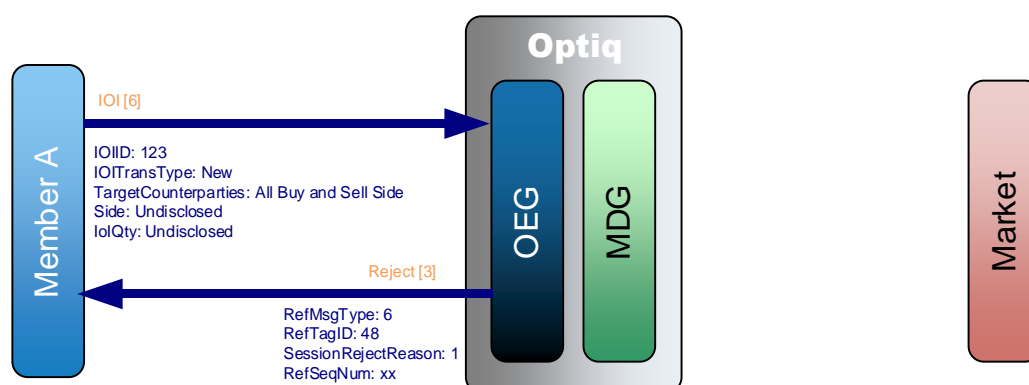 Optiq
IOI [6]
IOIID: 123
IOITransType: New
TargetCounterparties: All Buy and Sell Side
Side: Undisclosed
IoIQty: Undisclosed
Member A
OEG
MDG
Market
Reject [3]
RefMsgType: 6
RefTagID: 48
SessionRejectReason: 1
RefSeqNum: xx